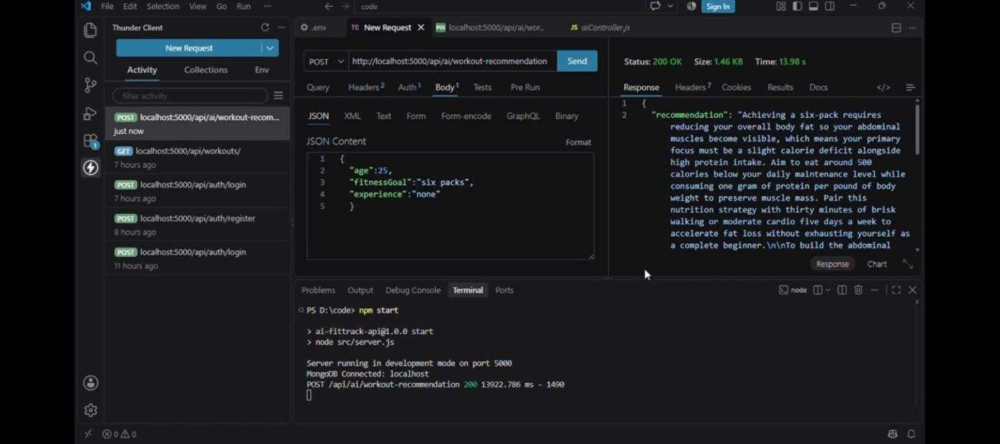 File Edit Selection View Go Run ···
code
Sign In
Thunder Client
New Request
Activity Collections Env
filter activity
POST localhost:5000/api/ai/workout-recom...
just now
GET localhost:5000/api/workouts/
7 hours ago
POST localhost:5000/api/auth/login
7 hours ago
POST localhost:5000/api/auth/register
8 hours ago
POST localhost:5000/api/auth/login
11 hours ago
1
.env
TC New Request
POS localhost:5000/api/ai/wor..
JS aiController.js
POST http://localhost:5000/api/ai/workout-recommendation Send
Query Headers 2 Auth 1 Body 1 Tests Pre Run
JSON XML Text Form Form-encode GraphQL Binary
JSON Content Format
1 {
2 "age":25,
3 "fitnessGoal":"six packs",
4 "experience":"none"
5 }
Status: 200 OK Size: 1.46 KB Time: 13.98 s
Response Headers 7 Cookies Results Docs </>
1 {
2 "recommendation": "Achieving a six-pack requires
reducing your overall body fat so your abdominal
muscles become visible, which means your primary
focus must be a slight calorie deficit alongside
high protein intake. Aim to eat around 500
calories below your daily maintenance level while
consuming one gram of protein per pound of body
weight to preserve muscle mass. Pair this
nutrition strategy with thirty minutes of brisk
walking or moderate cardio five days a week to
accelerate fat loss without exhausting yourself as
a complete beginner.\n\nTo build the abdominal
Response Chart
Problems Output Debug Console Terminal Ports
node
PS D:\code> npm start
> ai-fittrack-api@1.0.0 start
> node src/server.js
Server running in development mode on port 5000
MongoDB Connected: localhost
POST /api/ai/workout-recommendation 200 13922.786 ms - 1490
0 0